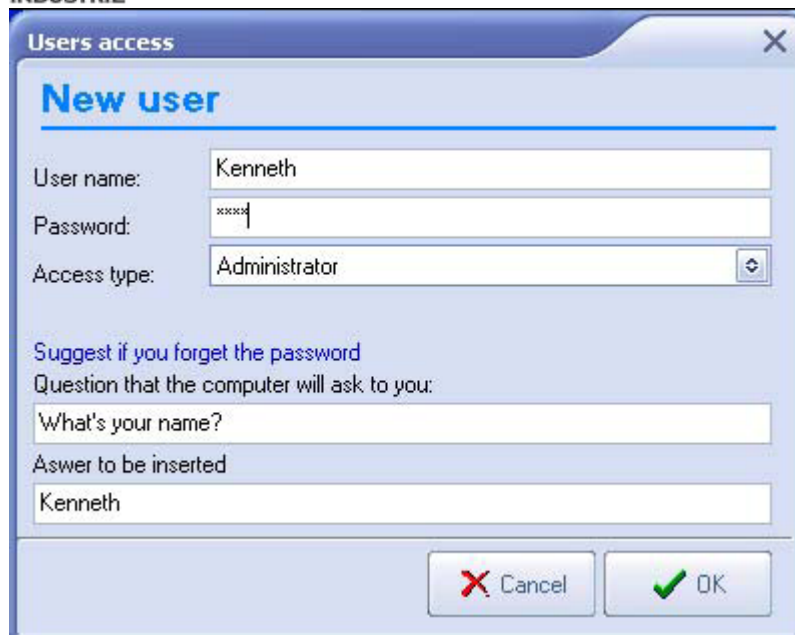 Users access
New user
User name:
Kenneth
Password:
****
Access type:
Administrator
Suggest if you forget the password
Question that the computer will ask to you:
What's your name?
Aswer to be inserted
Kenneth
Cancel
OK